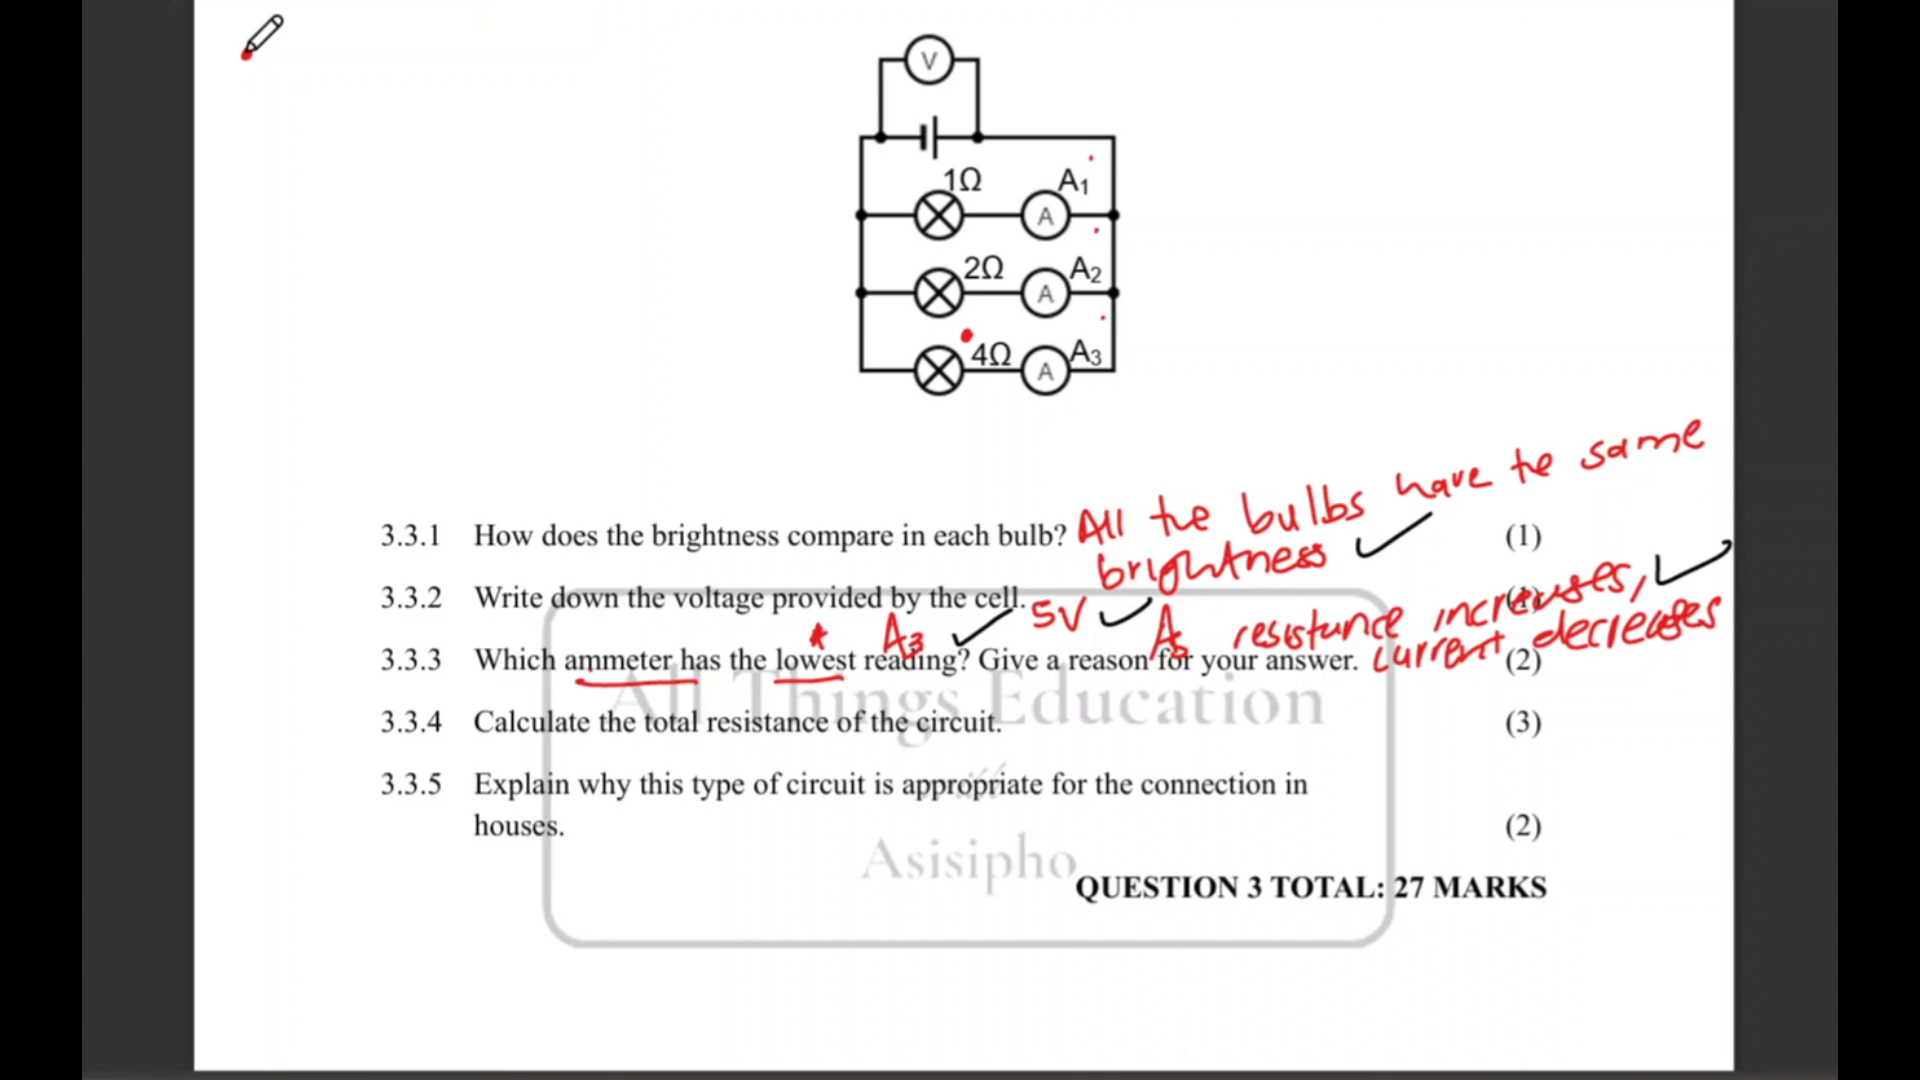 V
1Ω A1
A
2Ω A2
A
4Ω A3
A
3.3.1 How does the brightness compare in each bulb? All the bulbs have the same (1)
brightness
3.3.2 Write down the voltage provided by the cell. 5V (1)
A3 As resistance increases,
3.3.3 Which ammeter has the lowest reading? Give a reason for your answer. current decreases (2)
All Things Education
3.3.4 Calculate the total resistance of the circuit. (3)
with
3.3.5 Explain why this type of circuit is appropriate for the connection in
houses. (2)
Asisipho
QUESTION 3 TOTAL: 27 MARKS